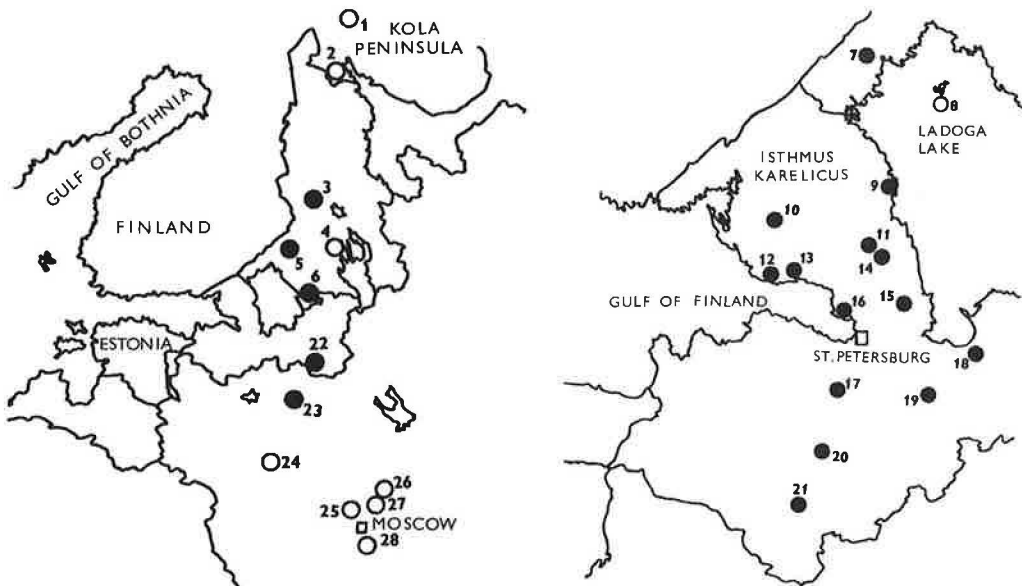 1
KOLA
PENINSULA
2
GULF OF BOTHNIA
3
FINLAND
4
5
6
ESTONIA
22
23
24
26
25
27
MOSCOW
28
7
8
LADOGA
LAKE
ISTHMUS
KARELICUS
9
10
11
12
13
14
GULF OF FINLAND
15
16
ST. PETERSBURG
18
17
19
20
21